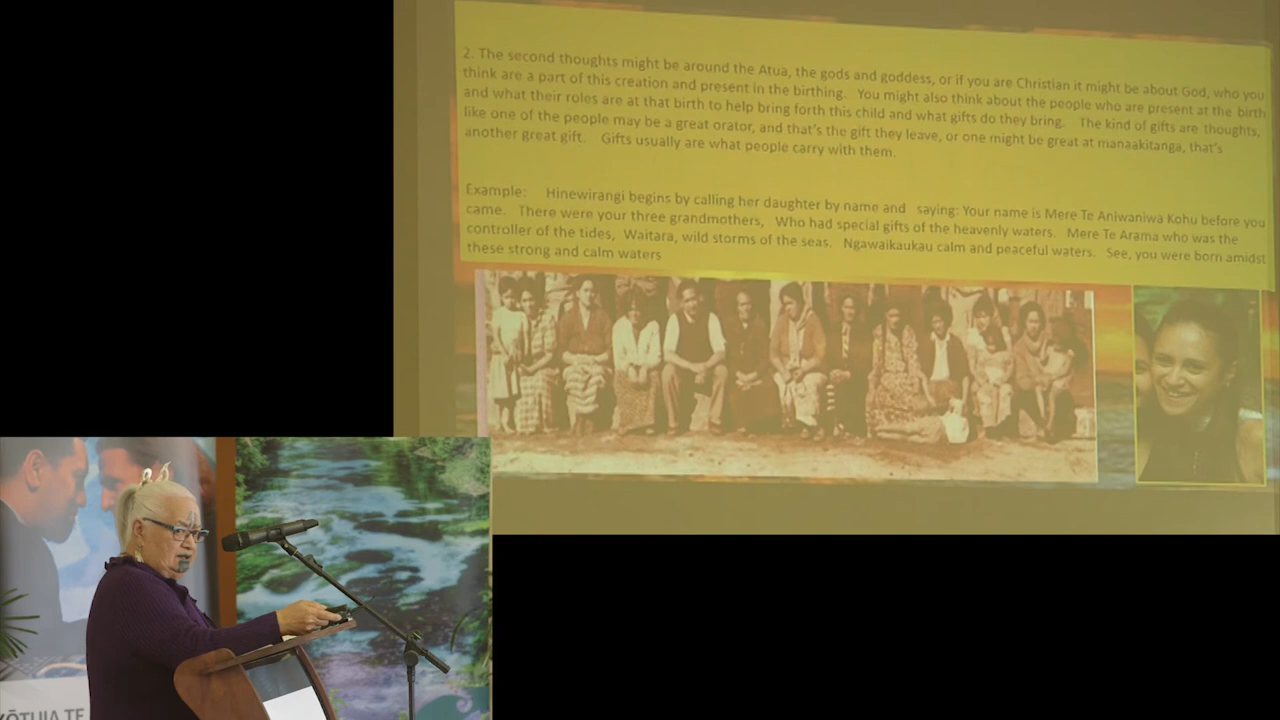 2. The second thoughts might be around the Atua, the gods and goddess, or if you are Christian it might be about God, who you
think are a part of this creation and present in the birthing. You might also think about the people who are present at the birth
and what their roles are at that birth to help bring forth this child and what gifts do they bring. The kind of gifts are thoughts,
like one of the people may be a great orator, and that's the gift they leave, or one might be great at manaakitanga, that's
another great gift. Gifts usually are what people carry with them.
Example: Hinewirangi begins by calling her daughter by name and saying: Your name is Mere Te Aniwaniwa Kohu before you
came. There were your three grandmothers, Who had special gifts of the heavenly waters. Mere Te Arama who was the
controller of the tides, Waitara, wild storms of the seas. Ngawaikaukau calm and peaceful waters. See, you were born amidst
these strong and calm waters
KŌTUIA TE